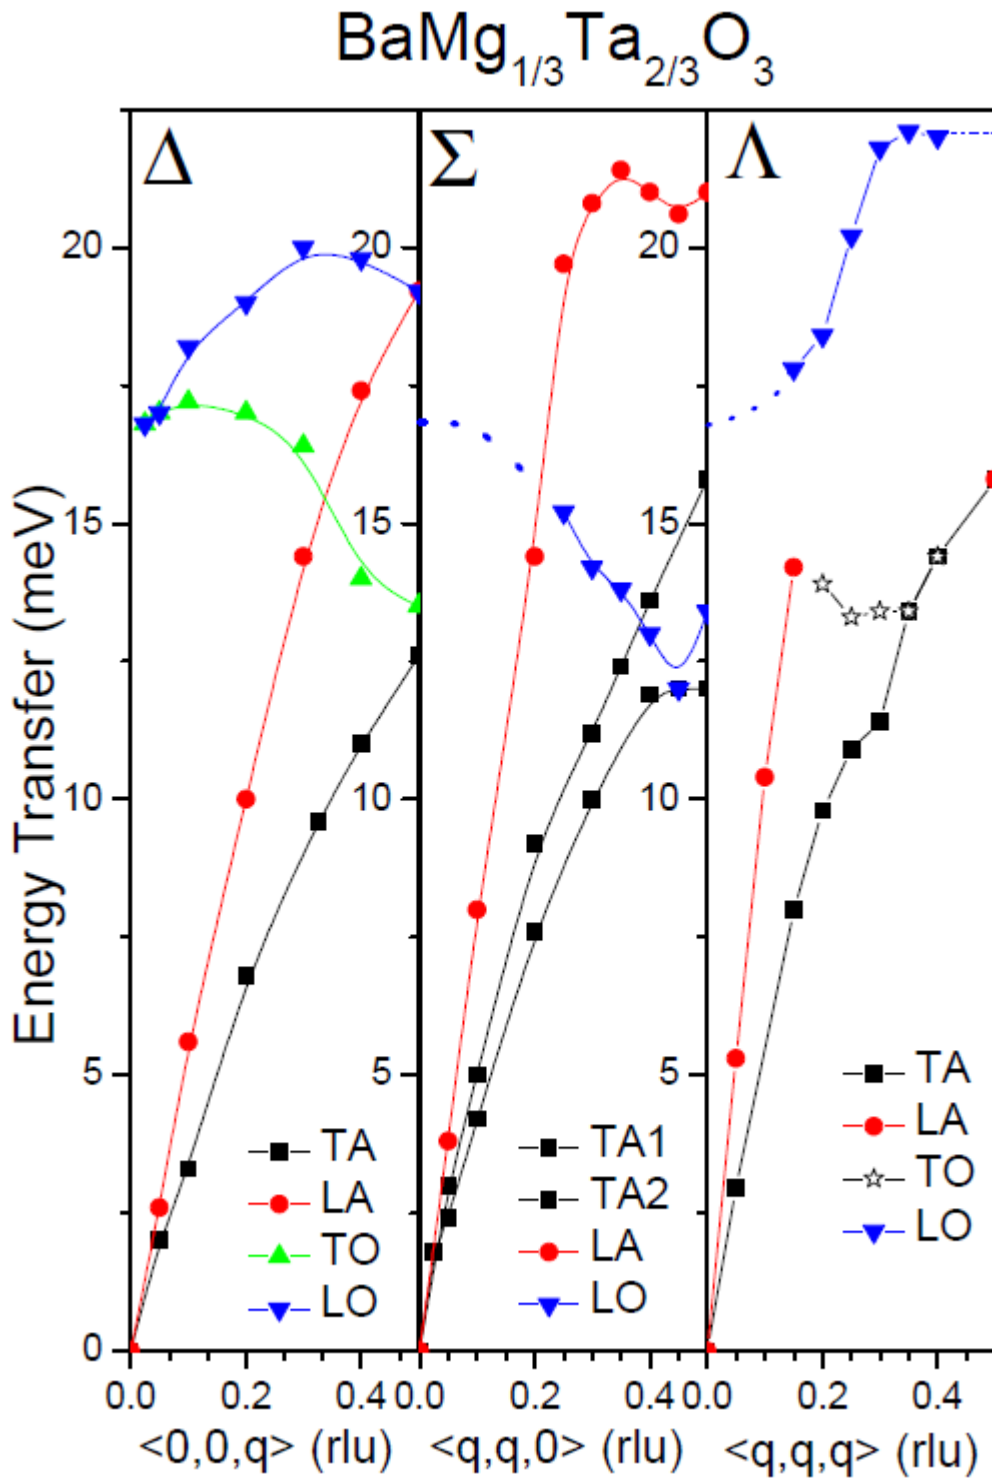 BaMg1/3Ta2/3O3
Δ
Σ
Λ
20
20
20
15
15
15
10
10
10
5
5
5
0
Energy Transfer (meV)
TA
LA
TO
LO
TA1
TA2
LA
LO
TA
LA
TO
LO
0.0 0.2 0.4
0.0 0.2 0.4
0.0 0.2 0.4
<0,0,q> (rlu)
<q,q,0> (rlu)
<q,q,q> (rlu)